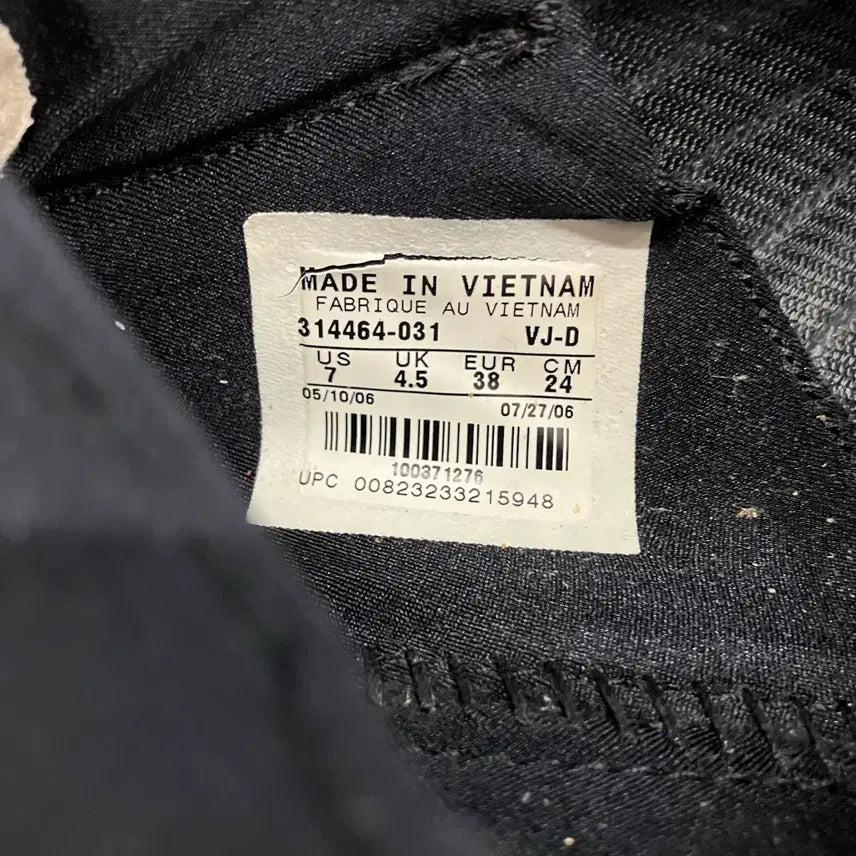 MADE IN VIETNAM
FABRIQUE AU VIETNAM
314464-031 VJ-D
US UK EUR CM
7 4.5 38 24
05/10/06 07/27/06
100371276
UPC 00823233215948